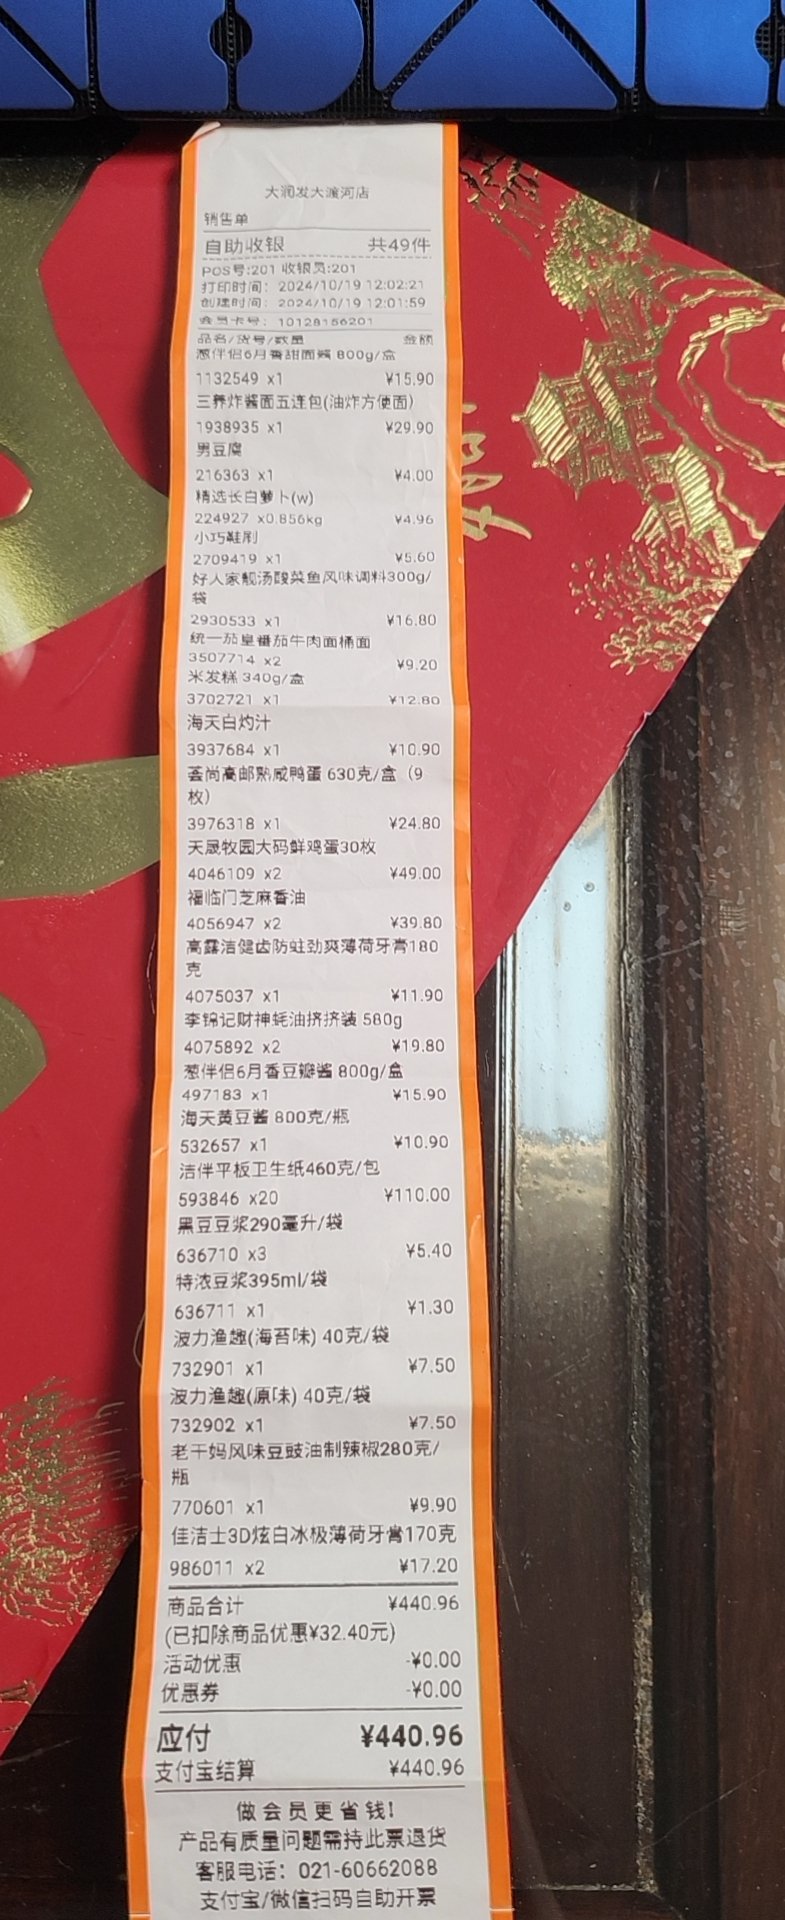 大润发大渡河店
销售单
自助收银 共49件
POS号:201 收银员:201
打印时间: 2024/10/19 12:02:21
创建时间: 2024/10/19 12:01:59
会员卡号: 10128156201
品名/货号/数量 金额
葱伴侣6月香甜面酱 800g/盒
1132549 x1 ¥15.90
三养炸酱面五连包(油炸方便面)
1938935 x1 ¥29.90
男豆腐
216363 x1 ¥4.00
精选长白萝卜(w)
224927 x0.856kg ¥4.96
小巧鞋刷
2709419 x1 ¥5.60
好人家靓汤酸菜鱼风味调料300g/
袋
2930533 x1 ¥16.80
统一茄皇番茄牛肉面桶面
3507714 x2 ¥9.20
米发糕 340g/盒
3702721 x1 ¥12.80
海天白灼汁
3937684 x1 ¥10.90
荟尚高邮熟咸鸭蛋 630克/盒（9
枚）
3976318 x1 ¥24.80
天晟牧园大码鲜鸡蛋30枚
4046109 x2 ¥49.00
福临门芝麻香油
4056947 x2 ¥39.80
高露洁健齿防蛀劲爽薄荷牙膏180
克
4075037 x1 ¥11.90
李锦记财神蚝油挤挤装 580g
4075892 x2 ¥19.80
葱伴侣6月香豆瓣酱 800g/盒
497183 x1 ¥15.90
海天黄豆酱 800克/瓶
532657 x1 ¥10.90
洁伴平板卫生纸460克/包
593846 x20 ¥110.00
黑豆豆浆290毫升/袋
636710 x3 ¥5.40
特浓豆浆395ml/袋
636711 x1 ¥1.30
波力渔趣(海苔味) 40克/袋
732901 x1 ¥7.50
波力渔趣(原味) 40克/袋
732902 x1 ¥7.50
老干妈风味豆豉油制辣椒280克/
瓶
770601 x1 ¥9.90
佳洁士3D炫白冰极薄荷牙膏170克
986011 x2 ¥17.20
商品合计 ¥440.96
(已扣除商品优惠¥32.40元)
活动优惠 -¥0.00
优惠券 -¥0.00
应付 ¥440.96
支付宝结算 ¥440.96
做会员更省钱!
产品有质量问题需持此票退货
客服电话: 021-60662088
支付宝/微信扫码自助开票